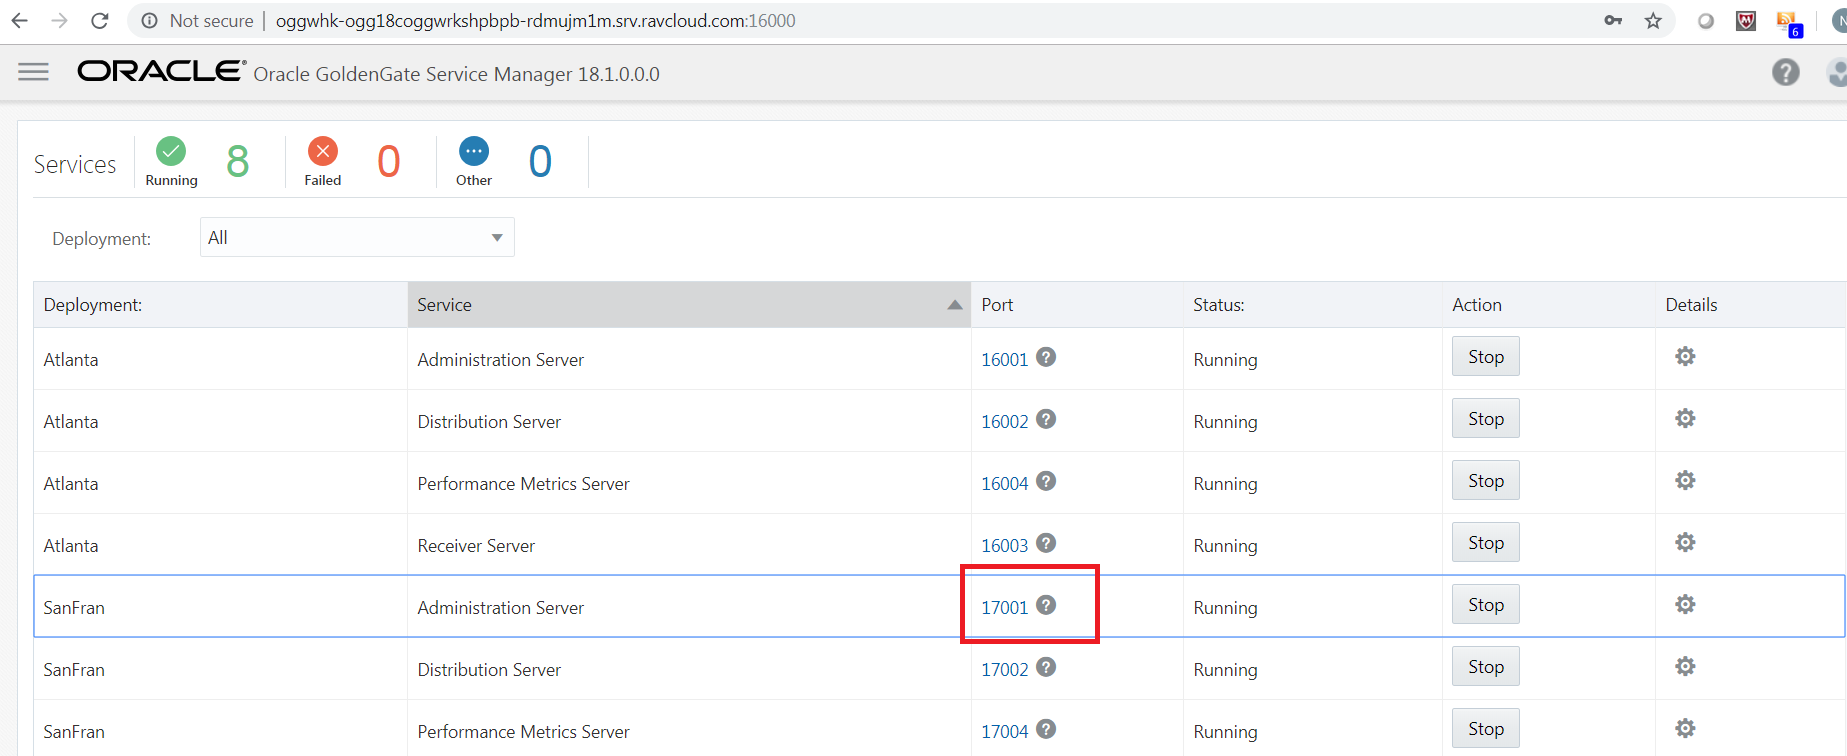 Not secure | oggwhk-ogg18coggwrkshpbpb-rdmujm1m.srv.ravcloud.com:16000
6
N
ORACLE® Oracle GoldenGate Service Manager 18.1.0.0.0
?
Services Running 8 Failed 0 Other 0
Deployment: All
Deployment: Service Port Status: Action Details
Atlanta Administration Server 16001 ? Running Stop
Atlanta Distribution Server 16002 ? Running Stop
Atlanta Performance Metrics Server 16004 ? Running Stop
Atlanta Receiver Server 16003 ? Running Stop
SanFran Administration Server 17001 ? Running Stop
SanFran Distribution Server 17002 ? Running Stop
SanFran Performance Metrics Server 17004 ? Running Stop